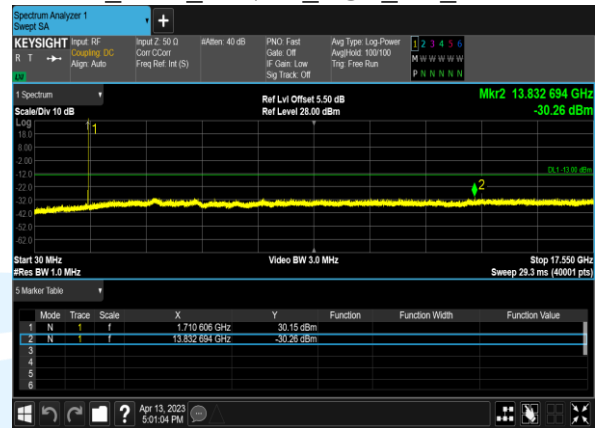 Spectrum Analyzer 1
Swept SA
KEYSIGHT Input: RF Input Z: 50 Ω #Atten: 40 dB PNO: Fast Avg Type: Log-Power 1 2 3 4 5 6
R T Coupling: DC Corr CCorr Gate: Off Avg|Hold: 100/100 M W W W W W
Align: Auto Freq Ref: Int (S) IF Gain: Low Trig: Free Run
Sig Track: Off P N N N N N
LV
1 Spectrum Ref Lvl Offset 5.50 dB Mkr2 13.832 694 GHz
Scale/Div 10 dB Ref Level 28.00 dBm -30.26 dBm
Log
1
18.0
8.00
-2.00
-12.0 DL1 -13.00 dBm
-22.0 2
-32.0
-42.0
-52.0
-62.0
Start 30 MHz Video BW 3.0 MHz Stop 17.550 GHz
#Res BW 1.0 MHz Sweep 29.3 ms (40001 pts)
5 Marker Table
Mode Trace Scale X Y Function Function Width Function Value
1 N 1 f 1.710 606 GHz 30.15 dBm
2 N 1 f 13.832 694 GHz -30.26 dBm
3
4
5
6
? Apr 13, 2023
5:01:04 PM